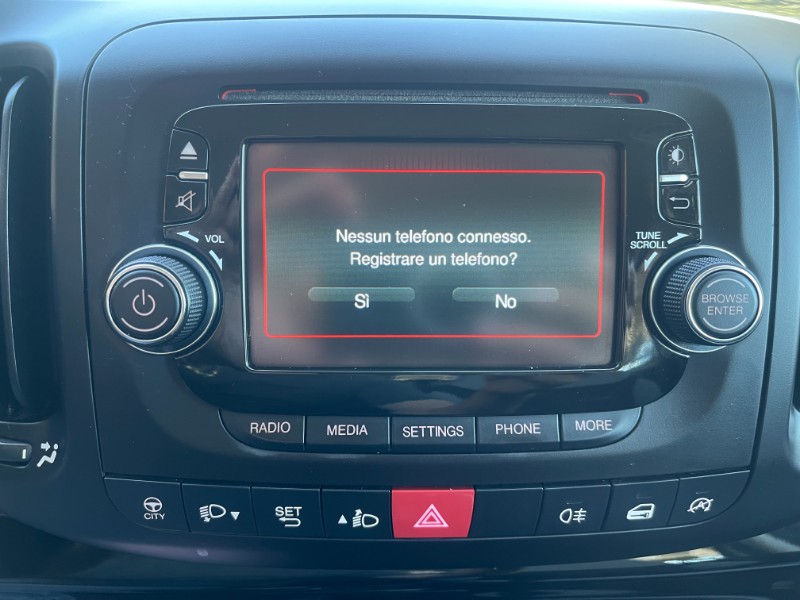 VOL
TUNE
SCROLL
Nessun telefono connesso.
Registrare un telefono?
Sì
No
BROWSE
ENTER
RADIO
MEDIA
SETTINGS
PHONE
MORE
CITY
SET